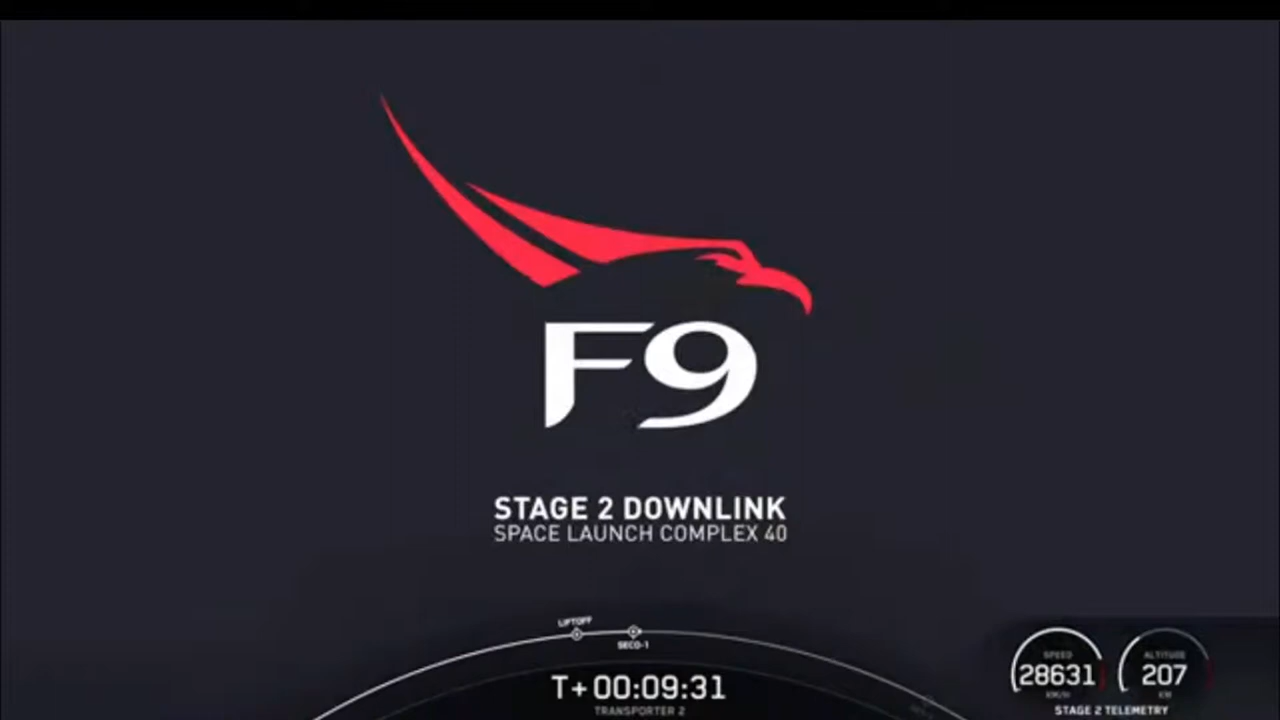 F9
STAGE 2 DOWNLINK
SPACE LAUNCH COMPLEX 40
LIFTOFF
SECO-1
T+00:09:31
TRANSPORTER 2
SPEED
28631
KM/H
ALTITUDE
207
KM
STAGE 2 TELEMETRY